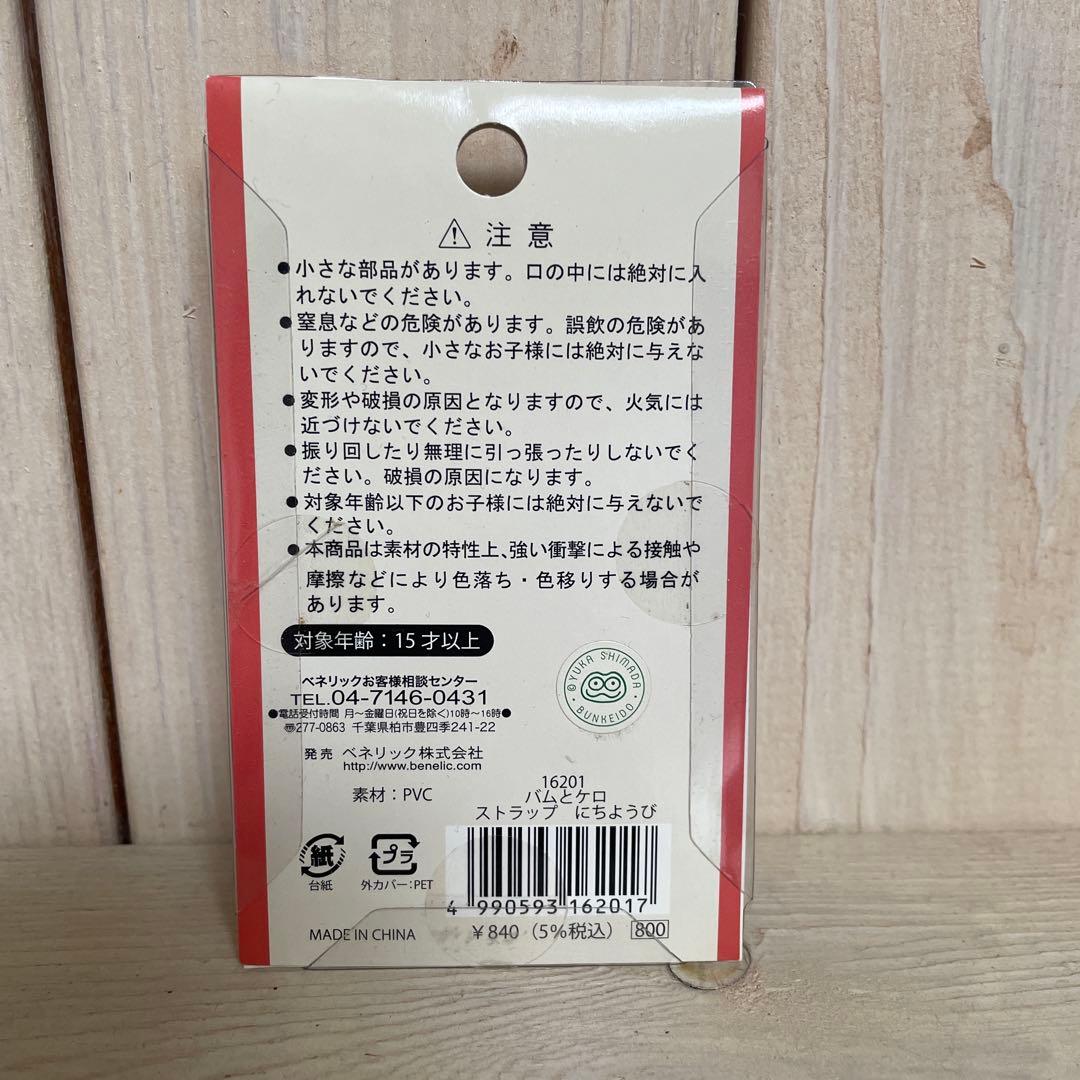 注意
●小さな部品があります。口の中には絶対に入
れないでください。
●窒息などの危険があります。誤飲の危険があ
りますので、小さなお子様には絶対に与えな
いでください。
●変形や破損の原因となりますので、火気には
近づけないでください。
●振り回したり無理に引っ張ったりしないでく
ださい。破損の原因になります。
●対象年齢以下のお子様には絶対に与えないで
ください。
●本商品は素材の特性上、強い衝撃による接触や
摩擦などにより色落ち・色移りする場合が
あります。
対象年齢：15才以上
ベネリックお客様相談センター
TEL.04-7146-0431
●電話受付時間 月〜金曜日(祝日を除く)10時〜16時●
〠277-0863 千葉県柏市豊四季241-22
発売 ベネリック株式会社
http://www.benelic.com
©YUKA SHIMADA
・BUNKEIDO・
素材：PVC
16201
バムとケロ
ストラップ にちようび
紙
台紙
プラ
外カバー：PET
4 990593 162017
MADE IN CHINA
￥840（5%税込）800